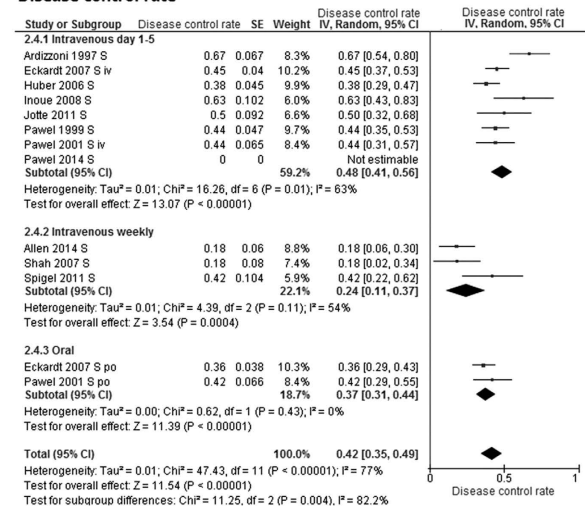 Disease control rate
Disease control rate Disease control rate
Study or Subgroup Disease control rate SE Weight IV, Random, 95% CI IV, Random, 95% CI
2.4.1 Intravenous day 1-5
Ardizzoni 1997 S 0.67 0.067 8.3% 0.67 [0.54, 0.80]
Eckardt 2007 S iv 0.45 0.04 10.2% 0.45 [0.37, 0.53]
Huber 2006 S 0.38 0.045 9.9% 0.38 [0.29, 0.47]
Inoue 2008 S 0.63 0.102 6.0% 0.63 [0.43, 0.83]
Jotte 2011 S 0.5 0.092 6.6% 0.50 [0.32, 0.68]
Pawel 1999 S 0.44 0.047 9.7% 0.44 [0.35, 0.53]
Pawel 2001 S iv 0.44 0.065 8.4% 0.44 [0.31, 0.57]
Pawel 2014 S 0 0 Not estimable
Subtotal (95% CI) 59.2% 0.48 [0.41, 0.56]
Heterogeneity: Tau² = 0.01; Chi² = 16.26, df = 6 (P = 0.01); I² = 63%
Test for overall effect: Z = 13.07 (P < 0.00001)
2.4.2 Intravenous weekly
Allen 2014 S 0.18 0.06 8.8% 0.18 [0.06, 0.30]
Shah 2007 S 0.18 0.08 7.4% 0.18 [0.02, 0.34]
Spigel 2011 S 0.42 0.104 5.9% 0.42 [0.22, 0.62]
Subtotal (95% CI) 22.1% 0.24 [0.11, 0.37]
Heterogeneity: Tau² = 0.01; Chi² = 4.39, df = 2 (P = 0.11); I² = 54%
Test for overall effect: Z = 3.54 (P = 0.0004)
2.4.3 Oral
Eckardt 2007 S po 0.36 0.038 10.3% 0.36 [0.29, 0.43]
Pawel 2001 S po 0.42 0.066 8.4% 0.42 [0.29, 0.55]
Subtotal (95% CI) 18.7% 0.37 [0.31, 0.44]
Heterogeneity: Tau² = 0.00; Chi² = 0.62, df = 1 (P = 0.43); I² = 0%
Test for overall effect: Z = 11.39 (P < 0.00001)
Total (95% CI) 100.0% 0.42 [0.35, 0.49]
Heterogeneity: Tau² = 0.01; Chi² = 47.43, df = 11 (P < 0.00001); I² = 77%
Test for overall effect: Z = 11.54 (P < 0.00001)
Test for subgroup differences: Chi² = 11.25, df = 2 (P = 0.004), I² = 82.2%
0 0.5 1
Disease control rate